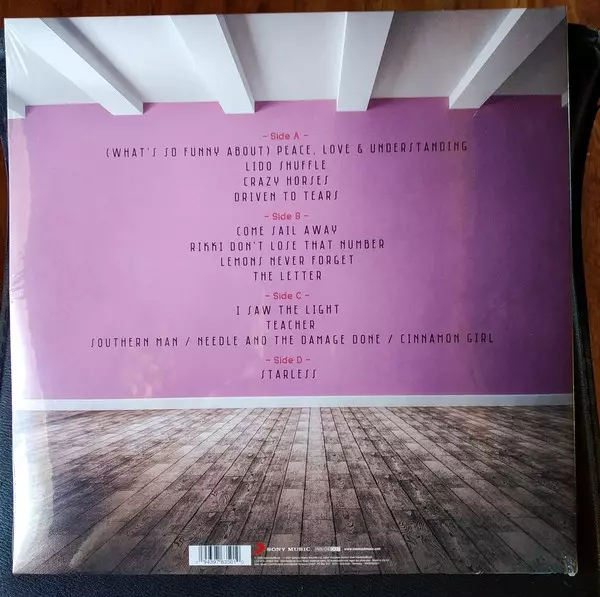 - Side A -
(WHAT'S SO FUNNY ABOUT) PEACE, LOVE & UNDERSTANDING
LIDO SHUFFLE
CRAZY HORSES
DRIVEN TO TEARS
- Side B -
COME SAIL AWAY
RIKKI DON'T LOSE THAT NUMBER
LEMONS NEVER FORGET
THE LETTER
- Side C -
I SAW THE LIGHT
TEACHER
SOUTHERN MAN / NEEDLE AND THE DAMAGE DONE / CINNAMON GIRL
- Side D -
STARLESS
SONY MUSIC